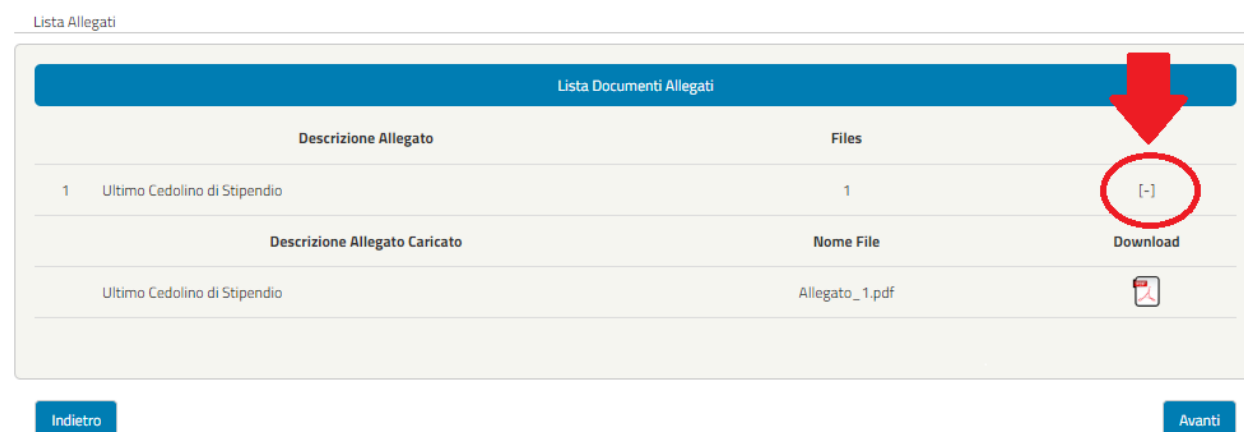 Lista Allegati
Lista Documenti Allegati
Descrizione Allegato Files
1 Ultimo Cedolino di Stipendio 1 [-]
Descrizione Allegato Caricato Nome File Download
Ultimo Cedolino di Stipendio Allegato_1.pdf
Indietro Avanti